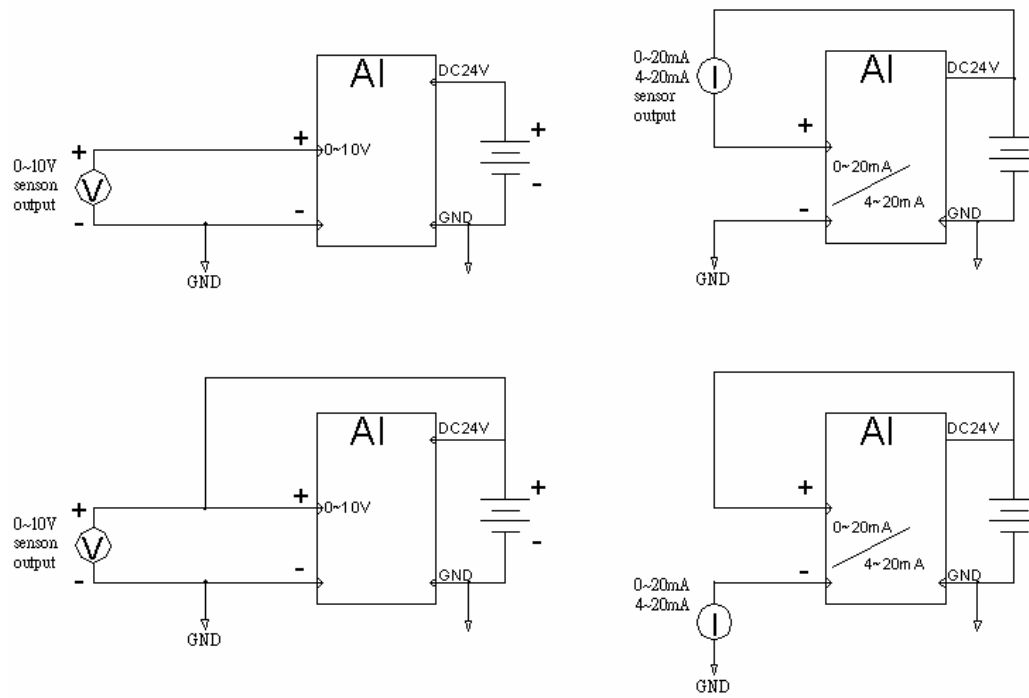 AI
DC24V
+
0~10V
+
-
GND
+
-
0~10V
senson
output
V
-
GND
0~20mA
4~20mA
sensor
output
I
AI
DC24V
+
0~20mA
4~20mA
-
GND
GND
AI
DC24V
+
0~10V
+
-
GND
+
-
0~10V
senson
output
V
-
GND
AI
DC24V
+
0~20mA
4~20mA
-
GND
0~20mA
4~20mA
I
GND